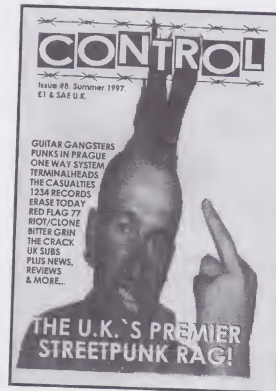 CONTROL
Issue #8. Summer 1997.
£1 & SAE U.K.
GUITAR GANGSTERS
PUNKS IN PRAGUE
ONE WAY SYSTEM
TERMINALHEADS
THE CASUALTIES
1234 RECORDS
ERASE TODAY
RED FLAG 77
RIOT/CLONE
BITTER GRIN
THE CRACK
UK SUBS
PLUS NEWS,
REVIEWS
& MORE...
THE U.K.`S PREMIER
STREETPUNK RAG!